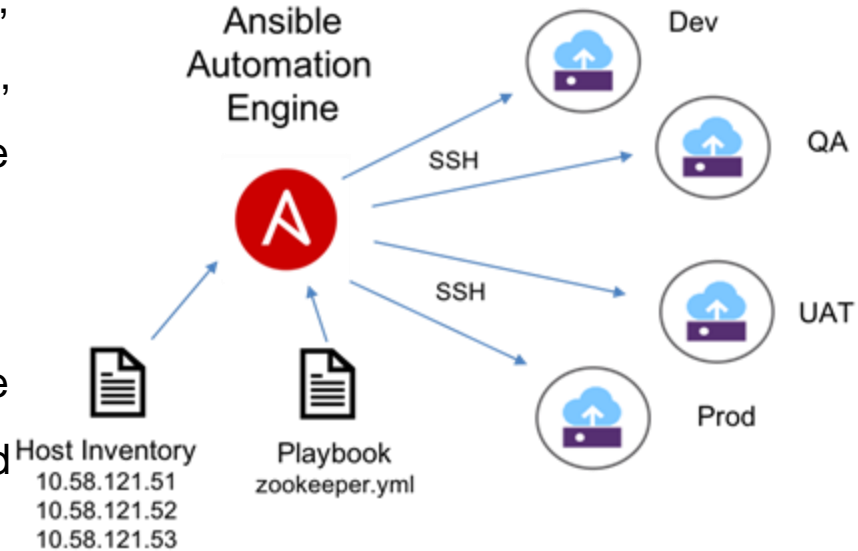 ,
,
e
e
d
Ansible
Automation
Engine
Dev
SSH
QA
SSH
UAT
Prod
Host Inventory
10.58.121.51
10.58.121.52
10.58.121.53
Playbook
zookeeper.yml